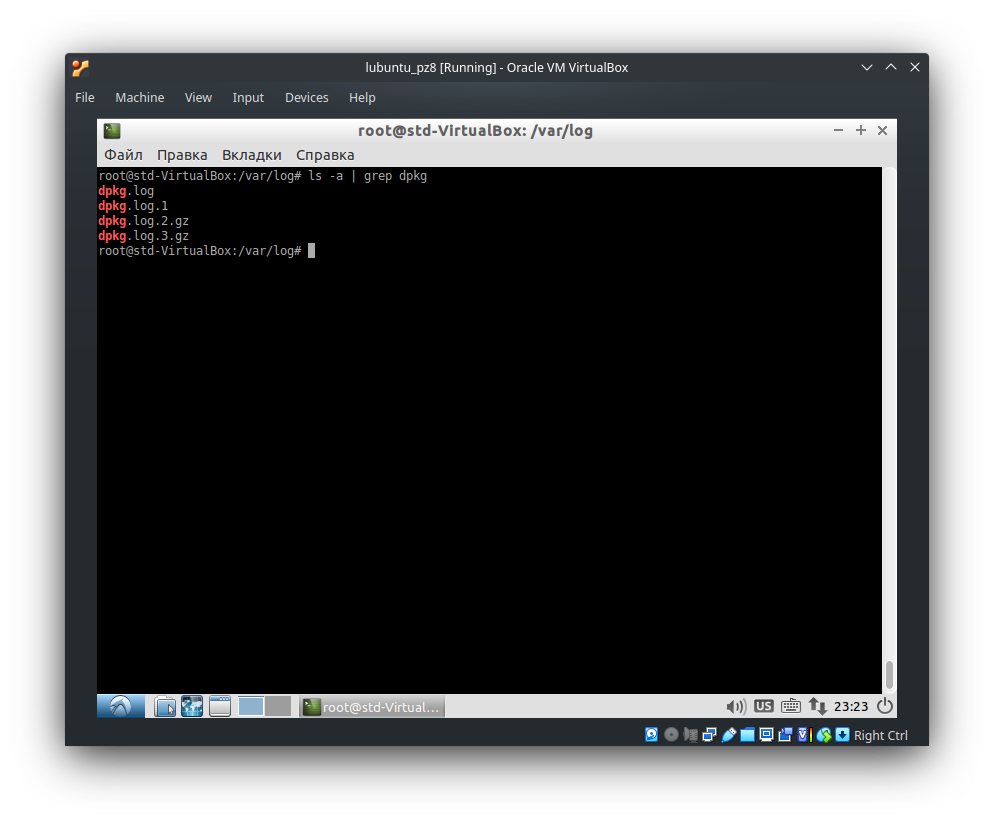 lubuntu_pz8 [Running] - Oracle VM VirtualBox
File Machine View Input Devices Help
root@std-VirtualBox: /var/log
Файл Правка Вкладки Справка
root@std-VirtualBox:/var/log# ls -a | grep dpkg
dpkg.log
dpkg.log.1
dpkg.log.2.gz
dpkg.log.3.gz
root@std-VirtualBox:/var/log#
root@std-Virtual... US 23:23
Right Ctrl